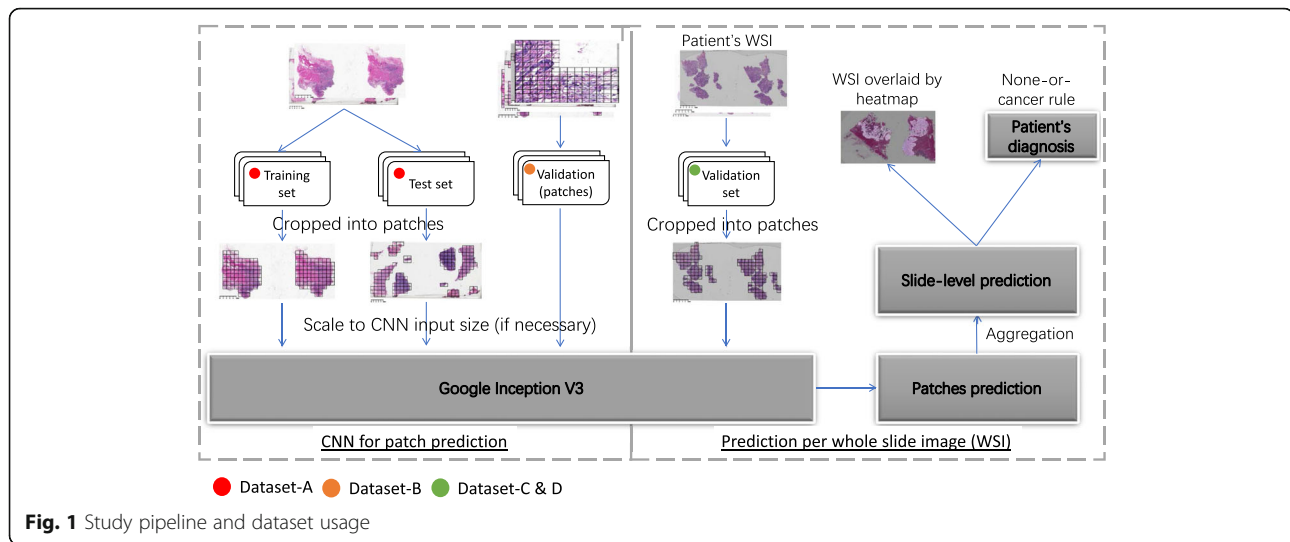 Patient's WSI
WSI overlaid by
heatmap
None-or-
cancer rule
Patient's
diagnosis
Training
set
Test set
Validation
(patches)
Validation
set
Cropped into patches
Cropped into patches
Slide-level prediction
Scale to CNN input size (if necessary)
Aggregation
Google Inception V3
Patches prediction
CNN for patch prediction
Prediction per whole slide image (WSI)
Dataset-A
Dataset-B
Dataset-C & D
Fig. 1 Study pipeline and dataset usage